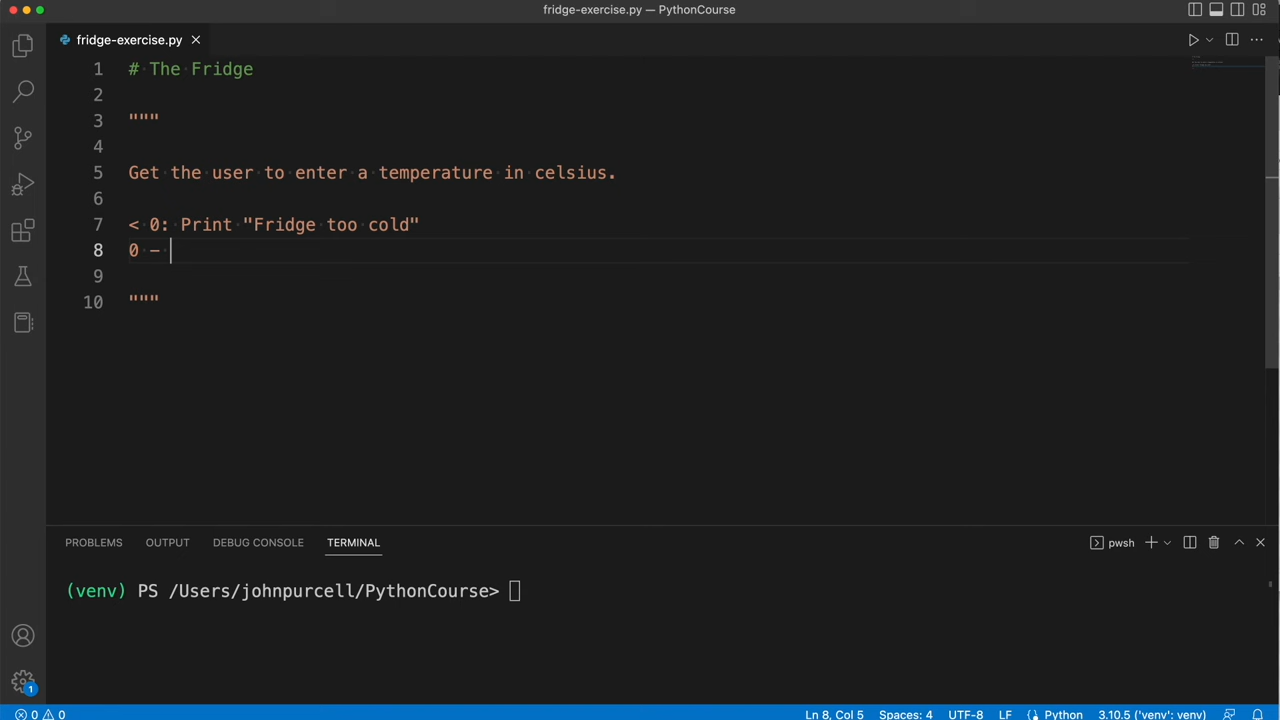 fridge-exercise.py — PythonCourse
fridge-exercise.py
1 # The Fridge
2
3 """
4
5 Get the user to enter a temperature in celsius.
6
7 < 0: Print "Fridge too cold"
8 0 -
9
10 """
PROBLEMS OUTPUT DEBUG CONSOLE TERMINAL
pwsh
(venv) PS /Users/johnpurcell/PythonCourse>
1
0 0 Ln 8, Col 5 Spaces: 4 UTF-8 LF Python 3.10.5 ('venv': venv)